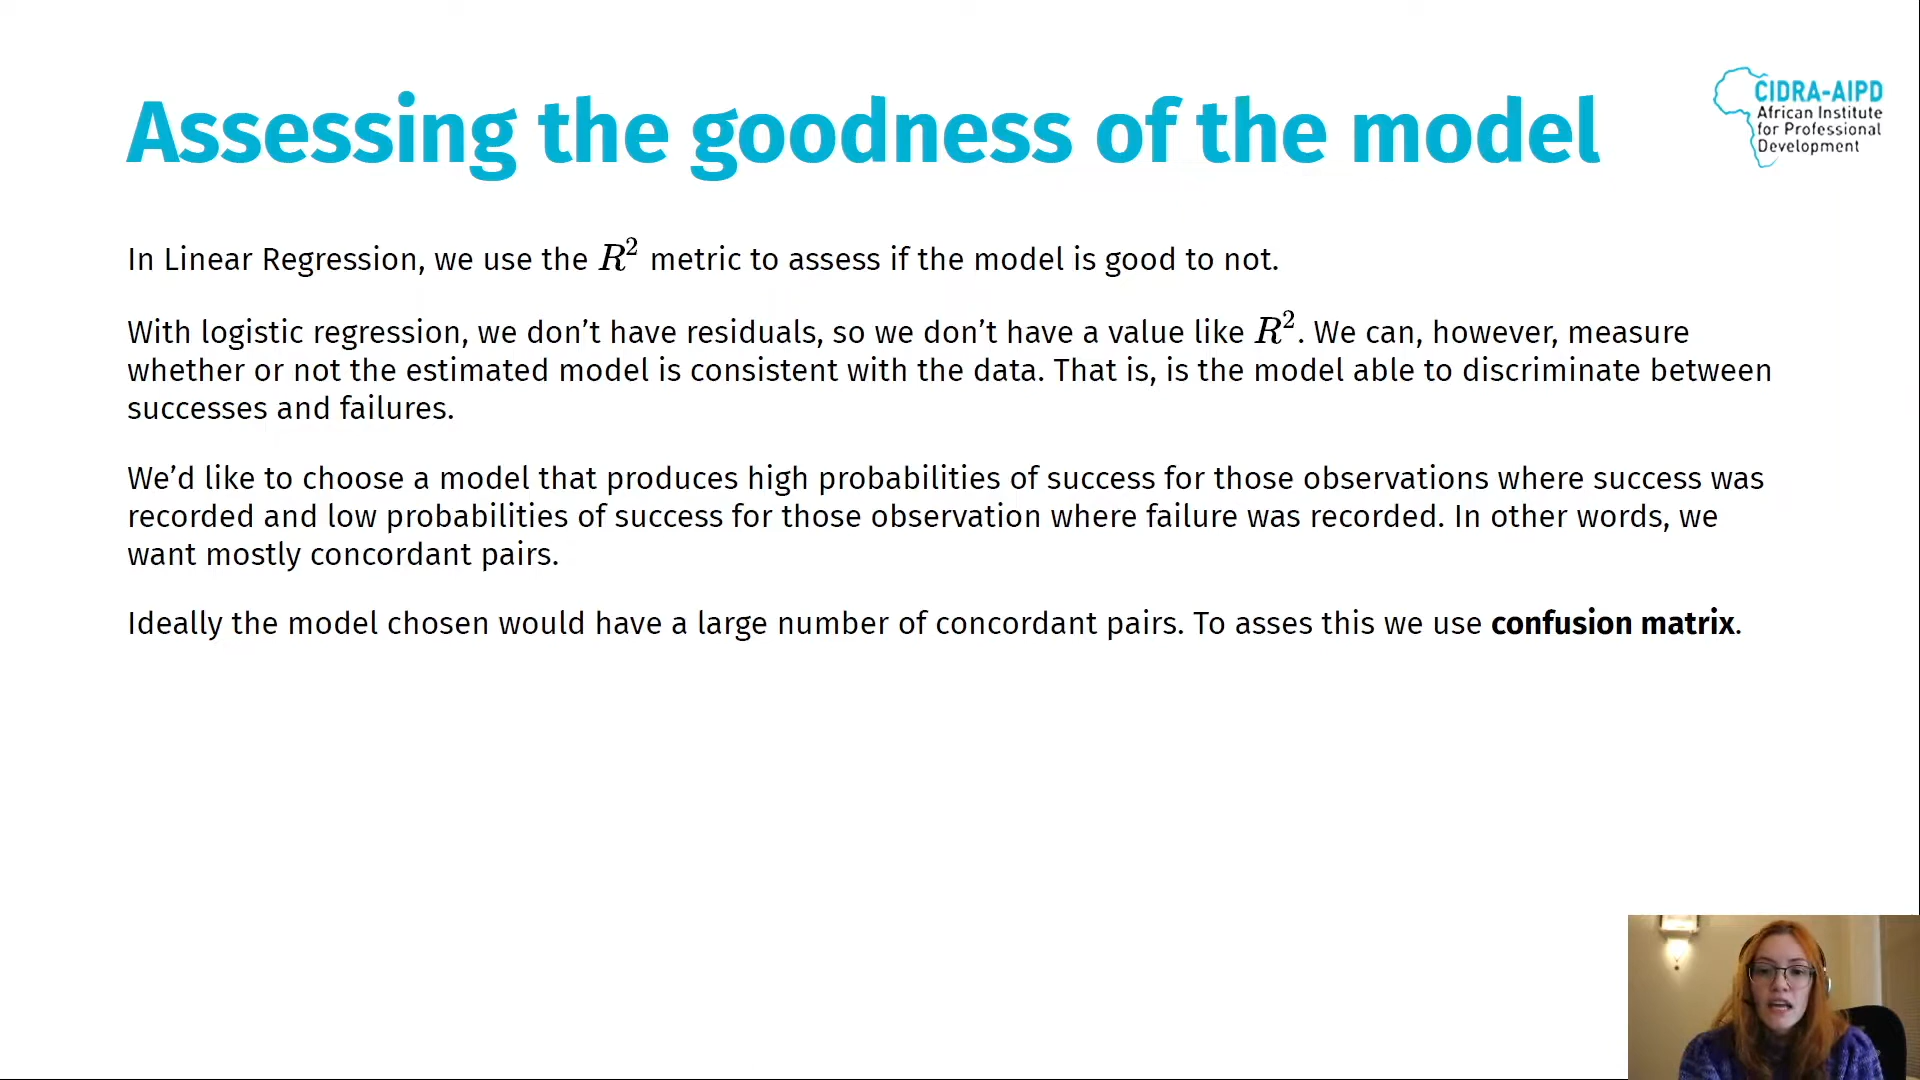 Assessing the goodness of the model
CIDRA-AIPD
African Institute
for Professional
Development
In Linear Regression, we use the R² metric to assess if the model is good to not.
With logistic regression, we don’t have residuals, so we don’t have a value like R². We can, however, measure
whether or not the estimated model is consistent with the data. That is, is the model able to discriminate between
successes and failures.
We’d like to choose a model that produces high probabilities of success for those observations where success was
recorded and low probabilities of success for those observation where failure was recorded. In other words, we
want mostly concordant pairs.
Ideally the model chosen would have a large number of concordant pairs. To asses this we use confusion matrix.